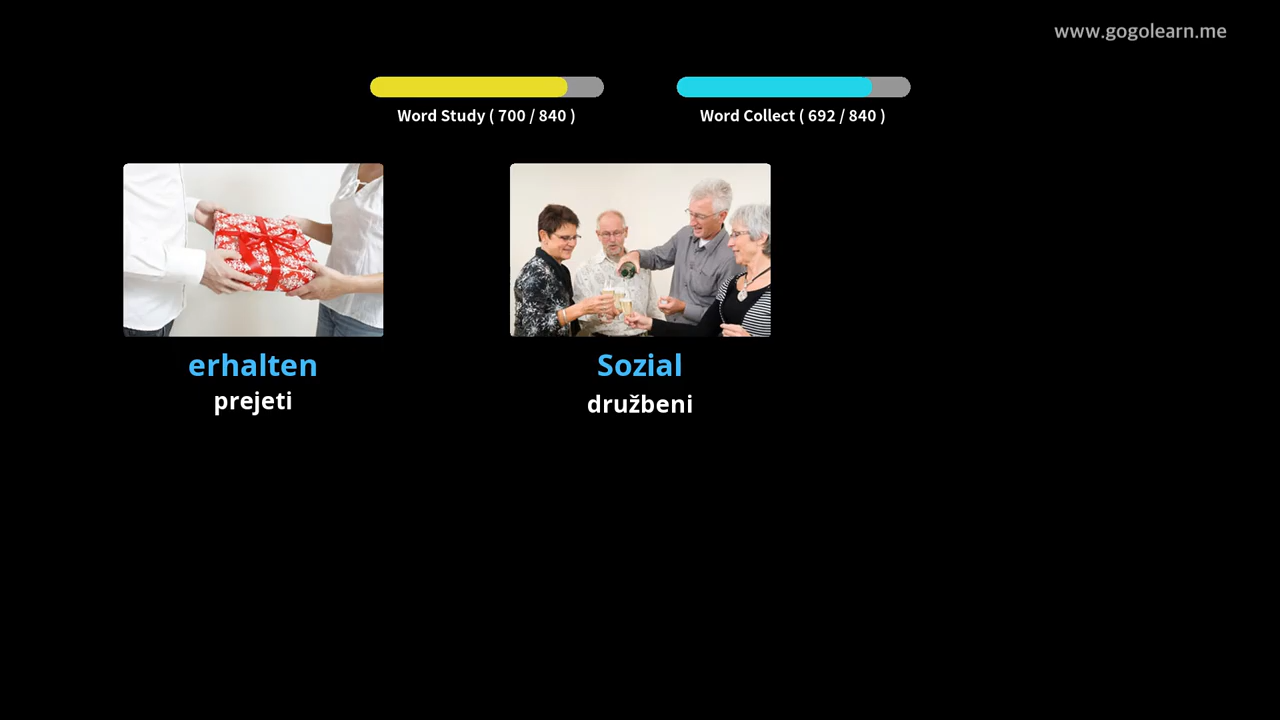 www.gogolearn.me
Word Study ( 700 / 840 )
Word Collect ( 692 / 840 )
erhalten
prejeti
Sozial
družbeni